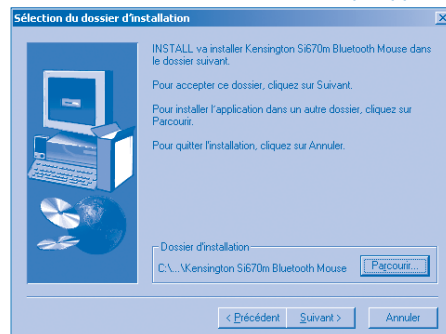 Sélection du dossier d'installation
INSTALL va installer Kensington Si670m Bluetooth Mouse dans
le dossier suivant.
Pour accepter ce dossier, cliquez sur Suivant.
Pour installer l'application dans un autre dossier, cliquez sur
Parcourir.
Pour quitter l'installation, cliquez sur Annuler.
Dossier d'installation
C:\...\Kensington Si670m Bluetooth Mouse
Parcourir...
< Précédent
Suivant >
Annuler